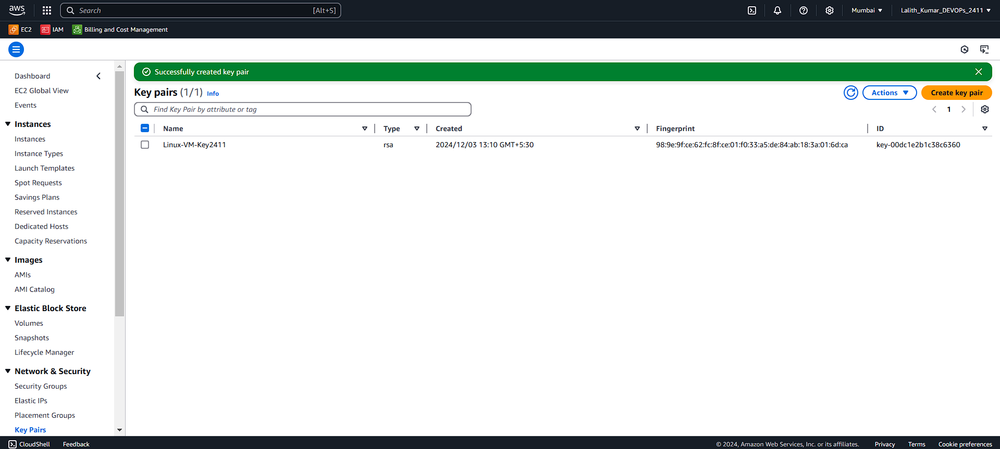 aws Search [Alt+S] Mumbai Lalith_Kumar_DEVOPs_2411
EC2 IAM Billing and Cost Management
Dashboard
EC2 Global View
Events
Instances
Instances
Instance Types
Launch Templates
Spot Requests
Savings Plans
Reserved Instances
Dedicated Hosts
Capacity Reservations
Images
AMIs
AMI Catalog
Elastic Block Store
Volumes
Snapshots
Lifecycle Manager
Network & Security
Security Groups
Elastic IPs
Placement Groups
Key Pairs
Successfully created key pair
Key pairs (1/1) Info Actions Create key pair
Find Key Pair by attribute or tag 1
Name Type Created Fingerprint ID
Linux-VM-Key2411 rsa 2024/12/03 13:10 GMT+5:30 98:9e:9f:ce:62:fc:8f:ce:01:f0:33:a5:de:84:ab:18:3a:01:6d:ca key-00dc1e2b1c38c6360
CloudShell Feedback © 2024, Amazon Web Services, Inc. or its affiliates. Privacy Terms Cookie preferences